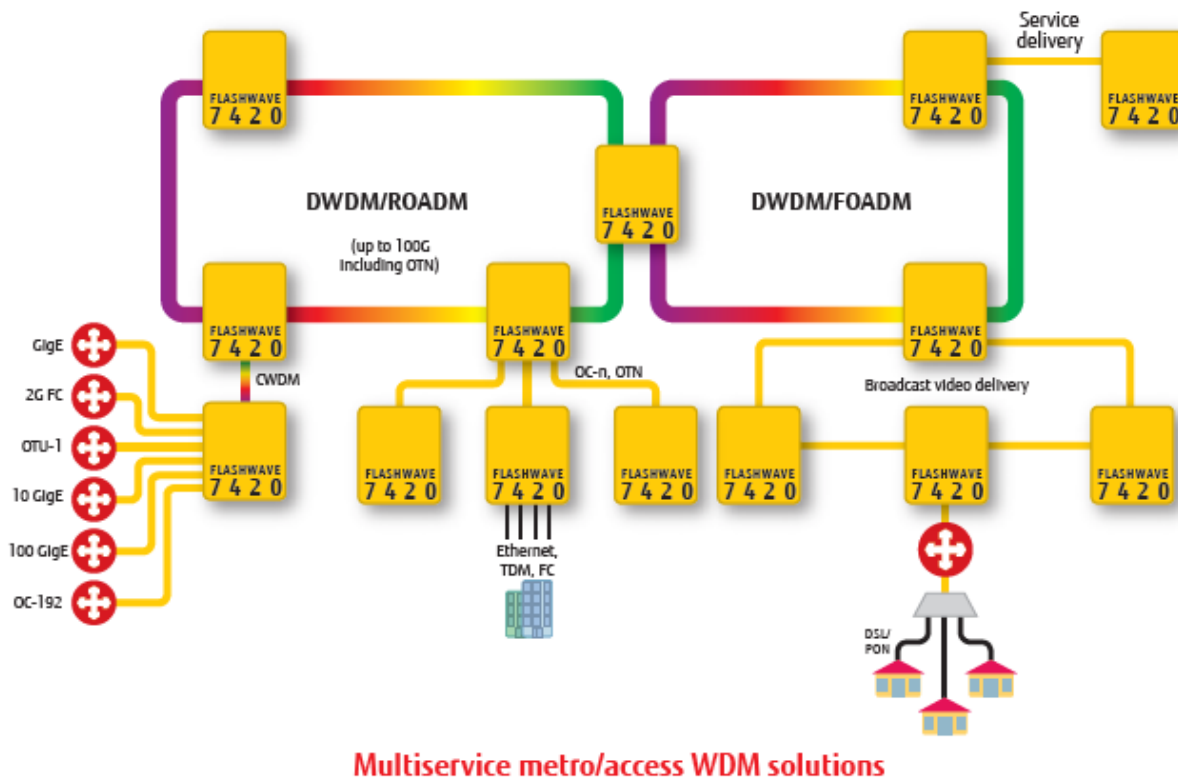 Service
delivery
FLASHWAVE
7420
FLASHWAVE
7420
FLASHWAVE
7420
DWDM/ROADM
DWDM/FOADM
FLASHWAVE
7420
(up to 100G
including OTN)
FLASHWAVE
7420
FLASHWAVE
7420
FLASHWAVE
7420
GigE
CWDM
OC-n, OTN
Broadcast video delivery
2G FC
OTU-1
10 GigE
100 GigE
OC-192
FLASHWAVE
7420
FLASHWAVE
7420
FLASHWAVE
7420
FLASHWAVE
7420
FLASHWAVE
7420
FLASHWAVE
7420
FLASHWAVE
7420
Ethernet,
TDM, FC
DSL/
PON
Multiservice metro/access WDM solutions